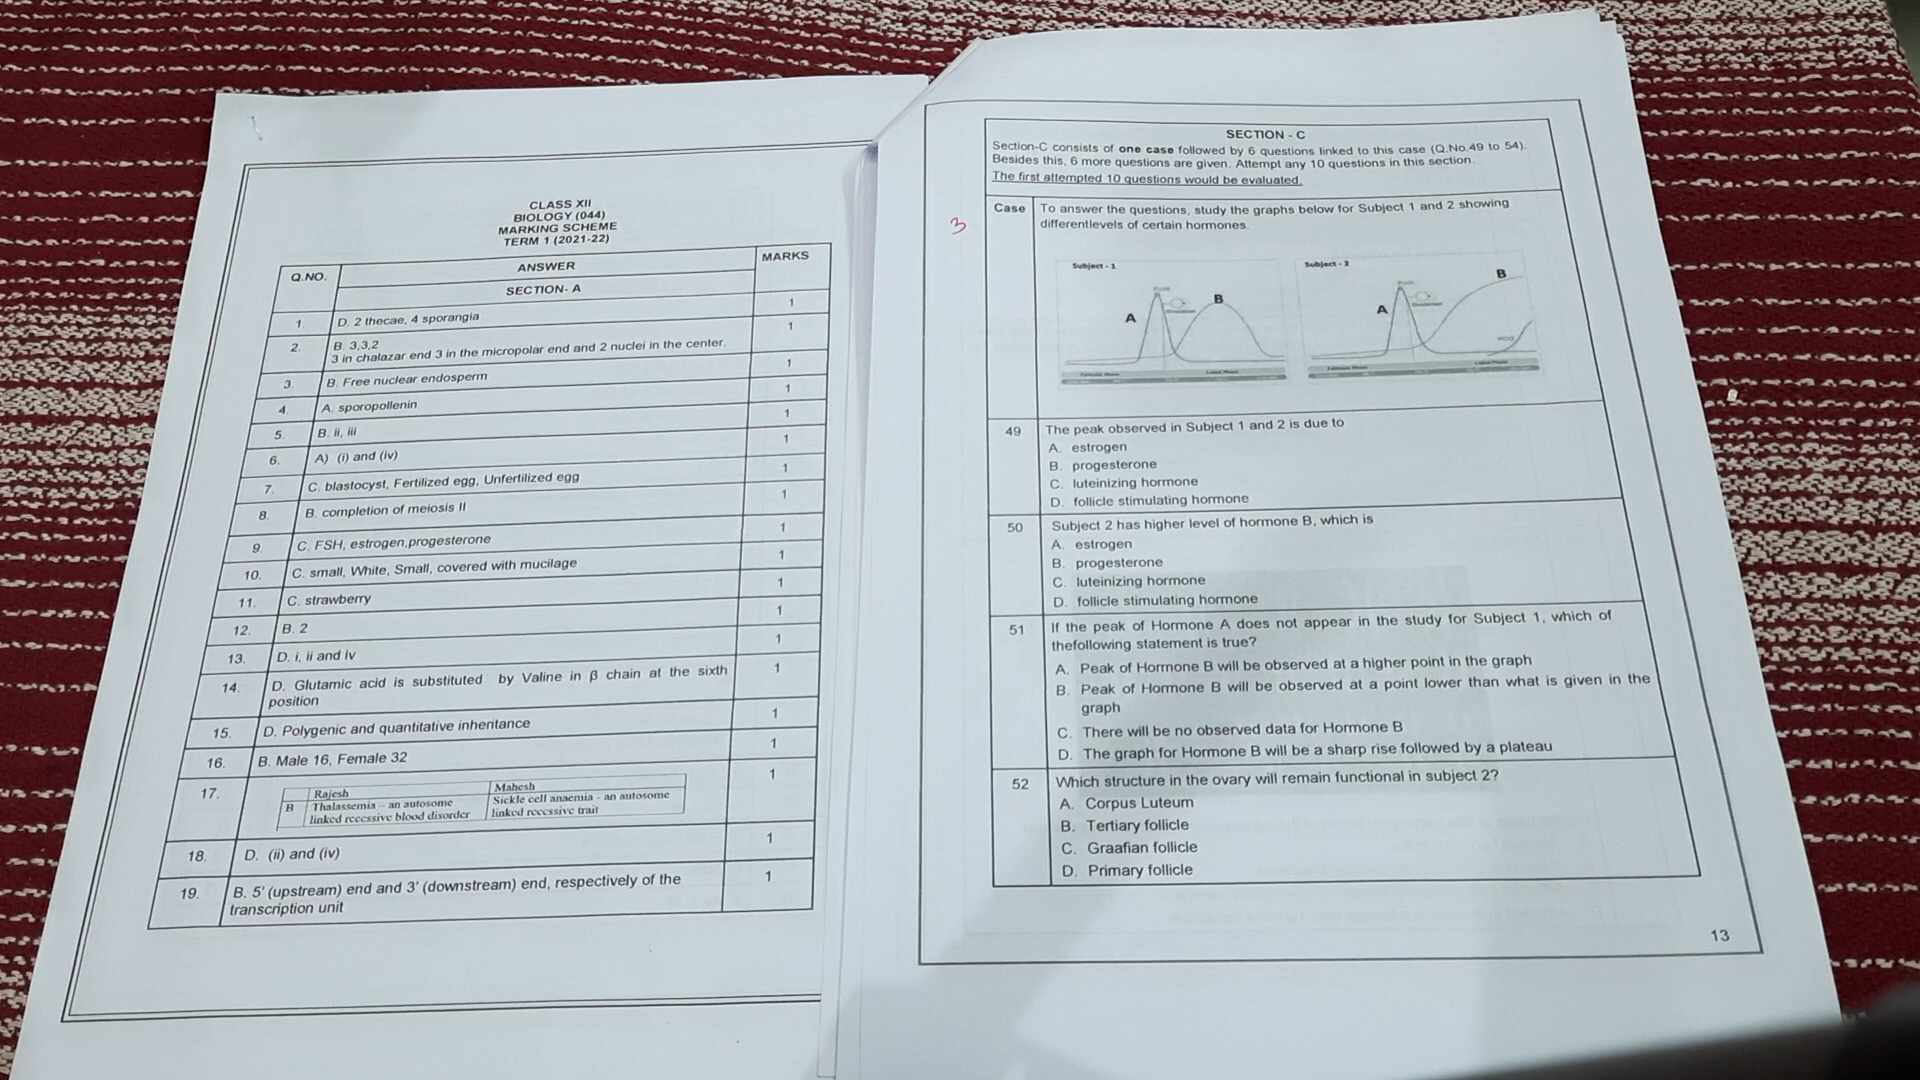 CLASS XII
BIOLOGY (044)
MARKING SCHEME
TERM 1 (2021-22)
Q.NO. ANSWER MARKS
SECTION- A
1. D. 2 thecae, 4 sporangia 1
2. B. 3,3,2 1
3 in chalazar end 3 in the micropolar end and 2 nuclei in the center.
3. B. Free nuclear endosperm 1
4. A. sporopollenin 1
5. B. ii, iii 1
6. A) (i) and (iv) 1
7. C. blastocyst, Fertilized egg, Unfertilized egg 1
8. B. completion of meiosis II 1
9. C. FSH, estrogen,progesterone 1
10. C. small, White, Small, covered with mucilage 1
11. C. strawberry 1
12. B. 2 1
13. D. i, ii and iv 1
14. D. Glutamic acid is substituted by Valine in β chain at the sixth 1
position
15. D. Polygenic and quantitative inheritance 1
16. B. Male 16, Female 32 1
17. Rajesh Mahesh 1
B Thalassemia – an autosome Sickle cell anaemia - an autosome
linked recessive blood disorder linked recessive trait
18. D. (ii) and (iv) 1
19. B. 5' (upstream) end and 3' (downstream) end, respectively of the 1
transcription unit
SECTION - C
Section-C consists of one case followed by 6 questions linked to this case (Q.No.49 to 54).
Besides this, 6 more questions are given. Attempt any 10 questions in this section.
The first attempted 10 questions would be evaluated.
3
Case To answer the questions, study the graphs below for Subject 1 and 2 showing
differentlevels of certain hormones.
Subject - 1 Subject - 2
Peak
A
B
Ovulation
Follicular Phase Luteal Phase
Peak
A
B
Ovulation
HCG
Follicular Phase Luteal Phase
49 The peak observed in Subject 1 and 2 is due to
A. estrogen
B. progesterone
C. luteinizing hormone
D. follicle stimulating hormone
50 Subject 2 has higher level of hormone B, which is
A. estrogen
B. progesterone
C. luteinizing hormone
D. follicle stimulating hormone
51 If the peak of Hormone A does not appear in the study for Subject 1, which of
thefollowing statement is true?
A. Peak of Hormone B will be observed at a higher point in the graph
B. Peak of Hormone B will be observed at a point lower than what is given in the
graph
C. There will be no observed data for Hormone B
D. The graph for Hormone B will be a sharp rise followed by a plateau
52 Which structure in the ovary will remain functional in subject 2?
A. Corpus Luteum
B. Tertiary follicle
C. Graafian follicle
D. Primary follicle
13